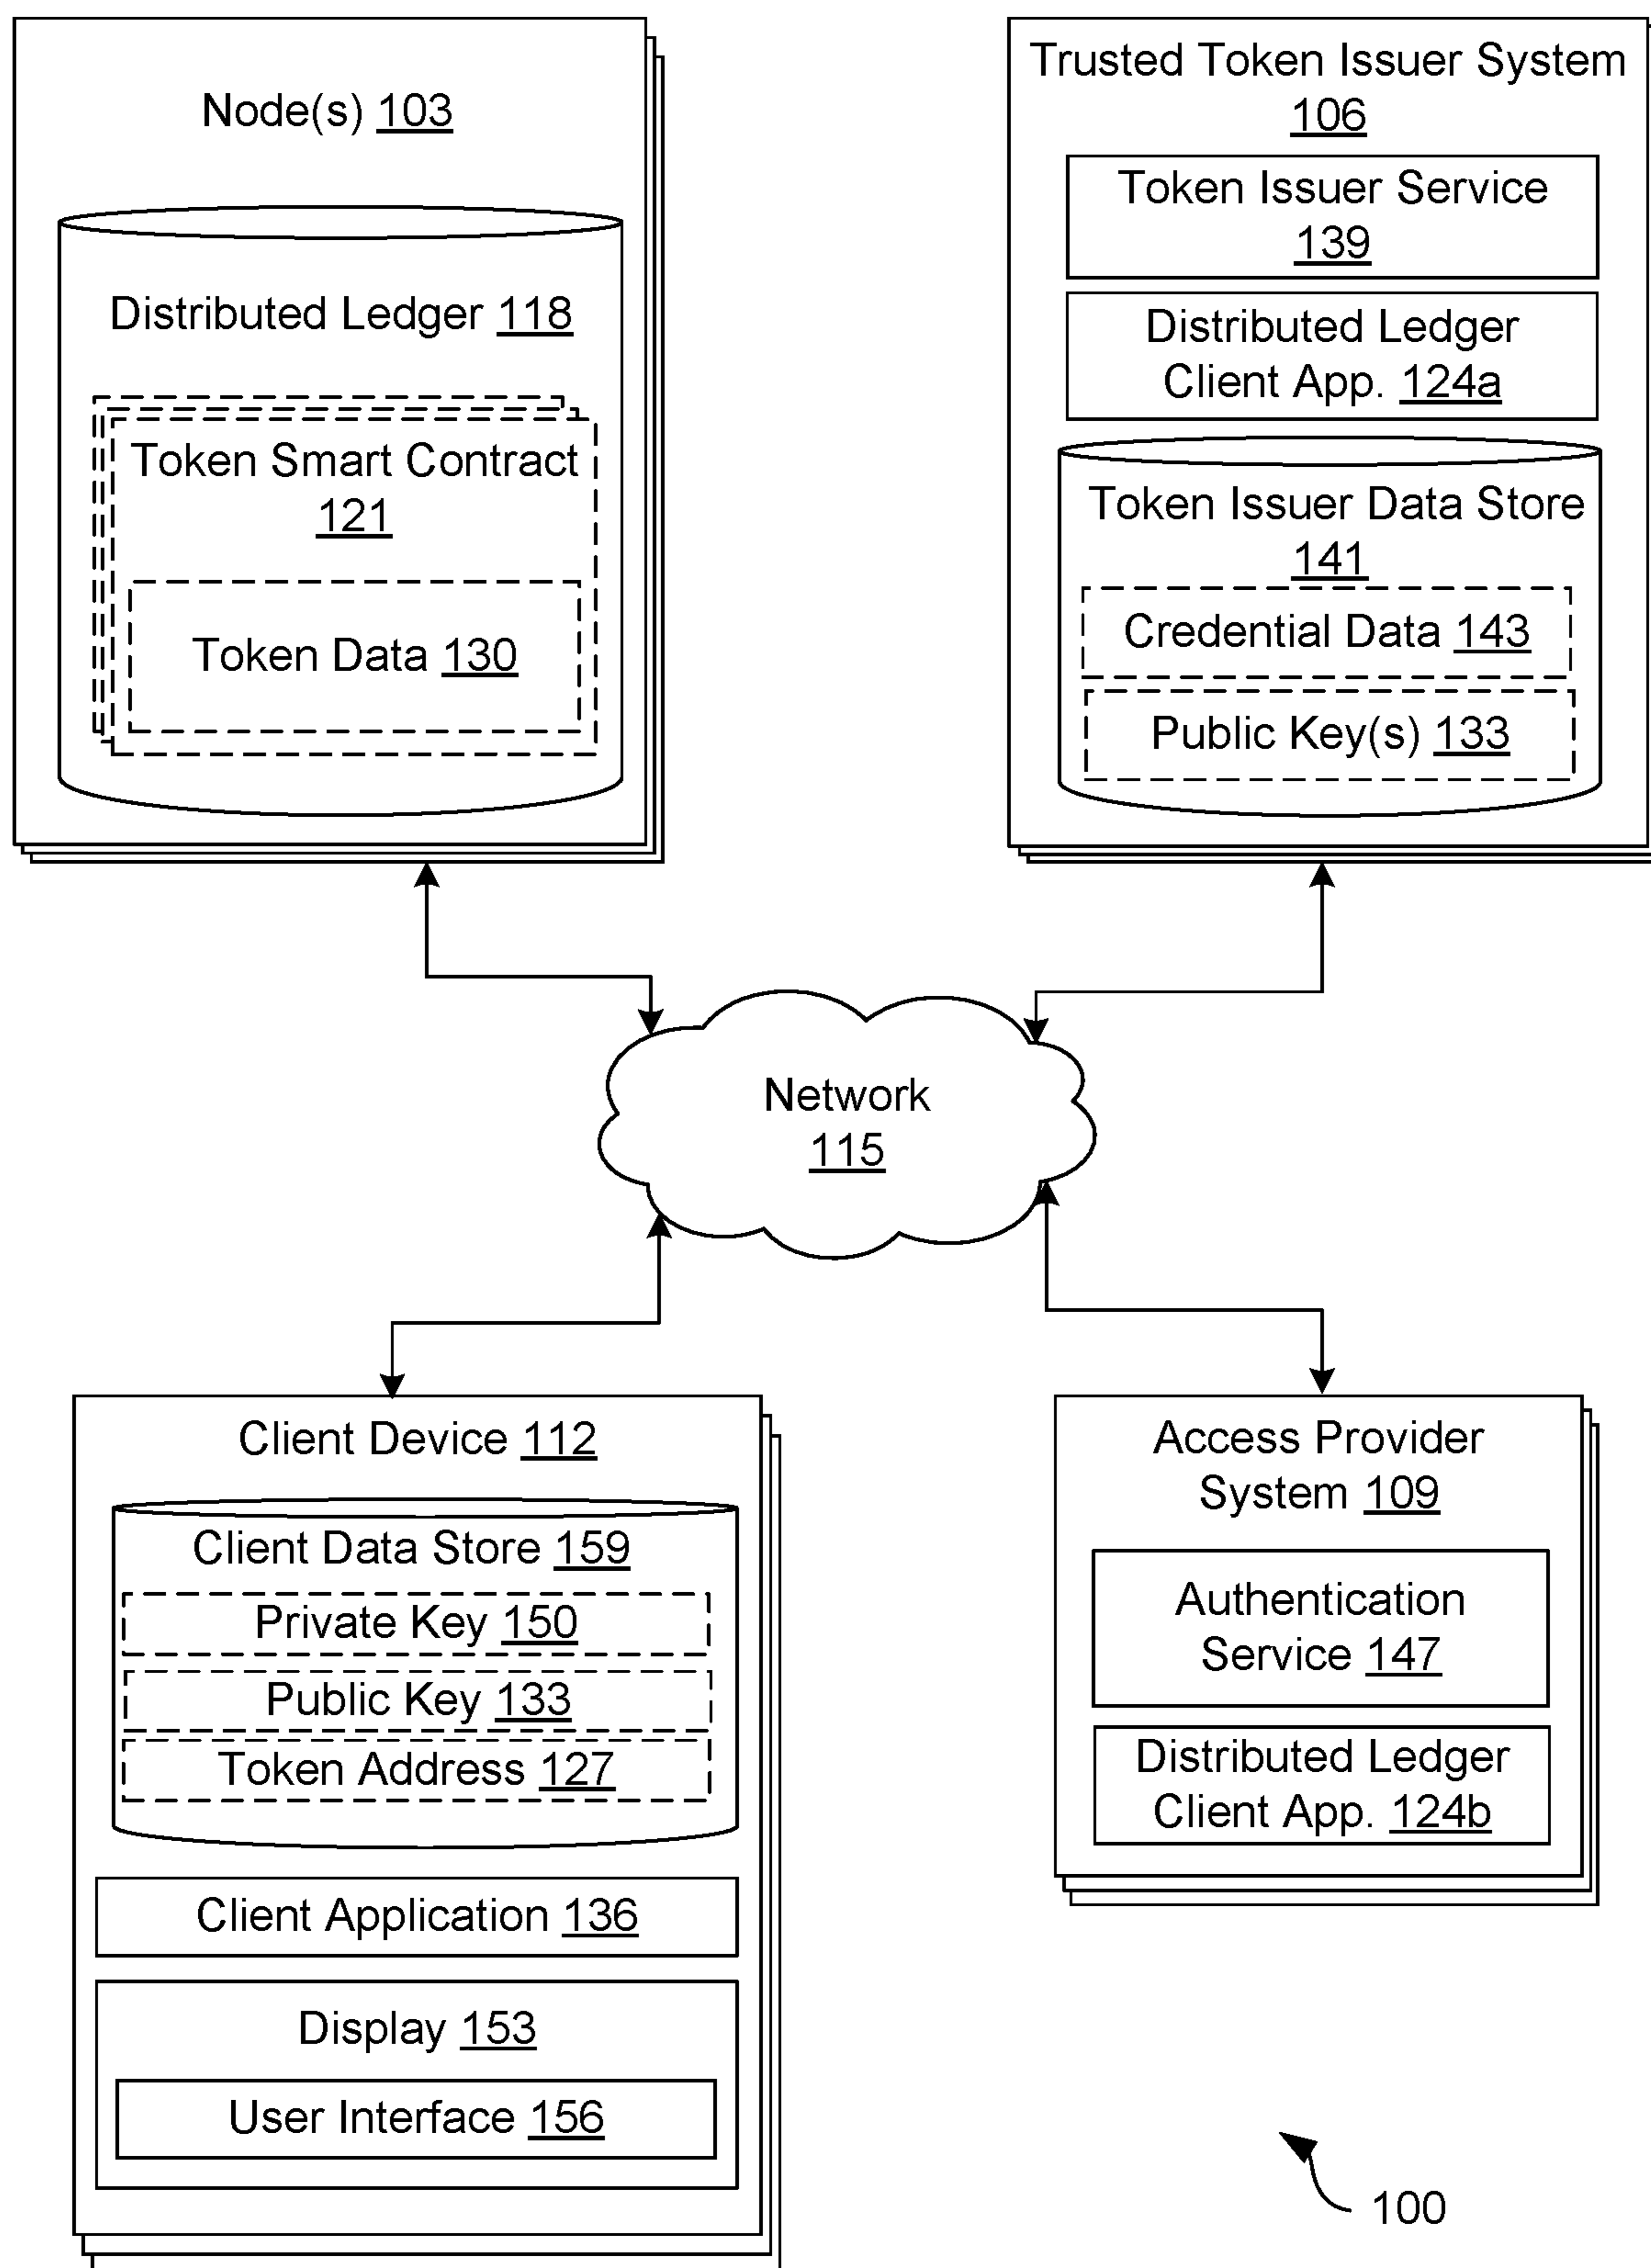 Node(s) 103
Distributed Ledger 118
Token Smart Contract
121
Token Data 130
Trusted Token Issuer System
106
Token Issuer Service
139
Distributed Ledger
Client App. 124a
Token Issuer Data Store
141
Credential Data 143
Public Key(s) 133
Network
115
Client Device 112
Client Data Store 159
Private Key 150
Public Key 133
Token Address 127
Client Application 136
Display 153
User Interface 156
Access Provider
System 109
Authentication
Service 147
Distributed Ledger
Client App. 124b
100